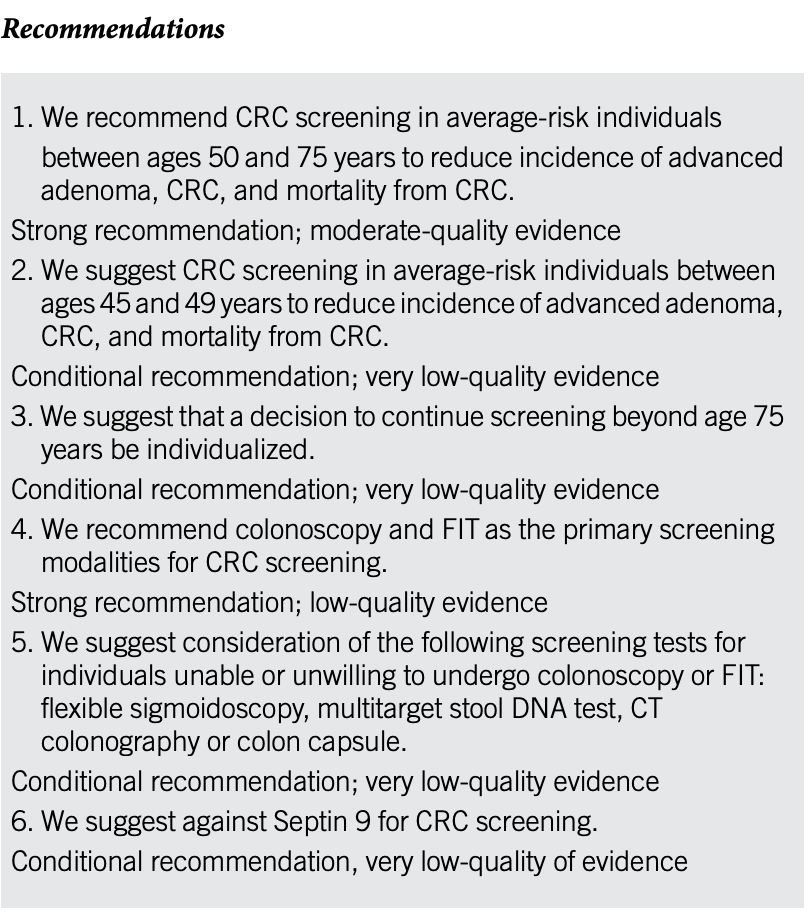 Recommendations
1. We recommend CRC screening in average-risk individuals
between ages 50 and 75 years to reduce incidence of advanced
adenoma, CRC, and mortality from CRC.
Strong recommendation; moderate-quality evidence
2. We suggest CRC screening in average-risk individuals between
ages 45 and 49 years to reduce incidence of advanced adenoma,
CRC, and mortality from CRC.
Conditional recommendation; very low-quality evidence
3. We suggest that a decision to continue screening beyond age 75
years be individualized.
Conditional recommendation; very low-quality evidence
4. We recommend colonoscopy and FIT as the primary screening
modalities for CRC screening.
Strong recommendation; low-quality evidence
5. We suggest consideration of the following screening tests for
individuals unable or unwilling to undergo colonoscopy or FIT:
flexible sigmoidoscopy, multitarget stool DNA test, CT
colonography or colon capsule.
Conditional recommendation; very low-quality evidence
6. We suggest against Septin 9 for CRC screening.
Conditional recommendation, very low-quality of evidence